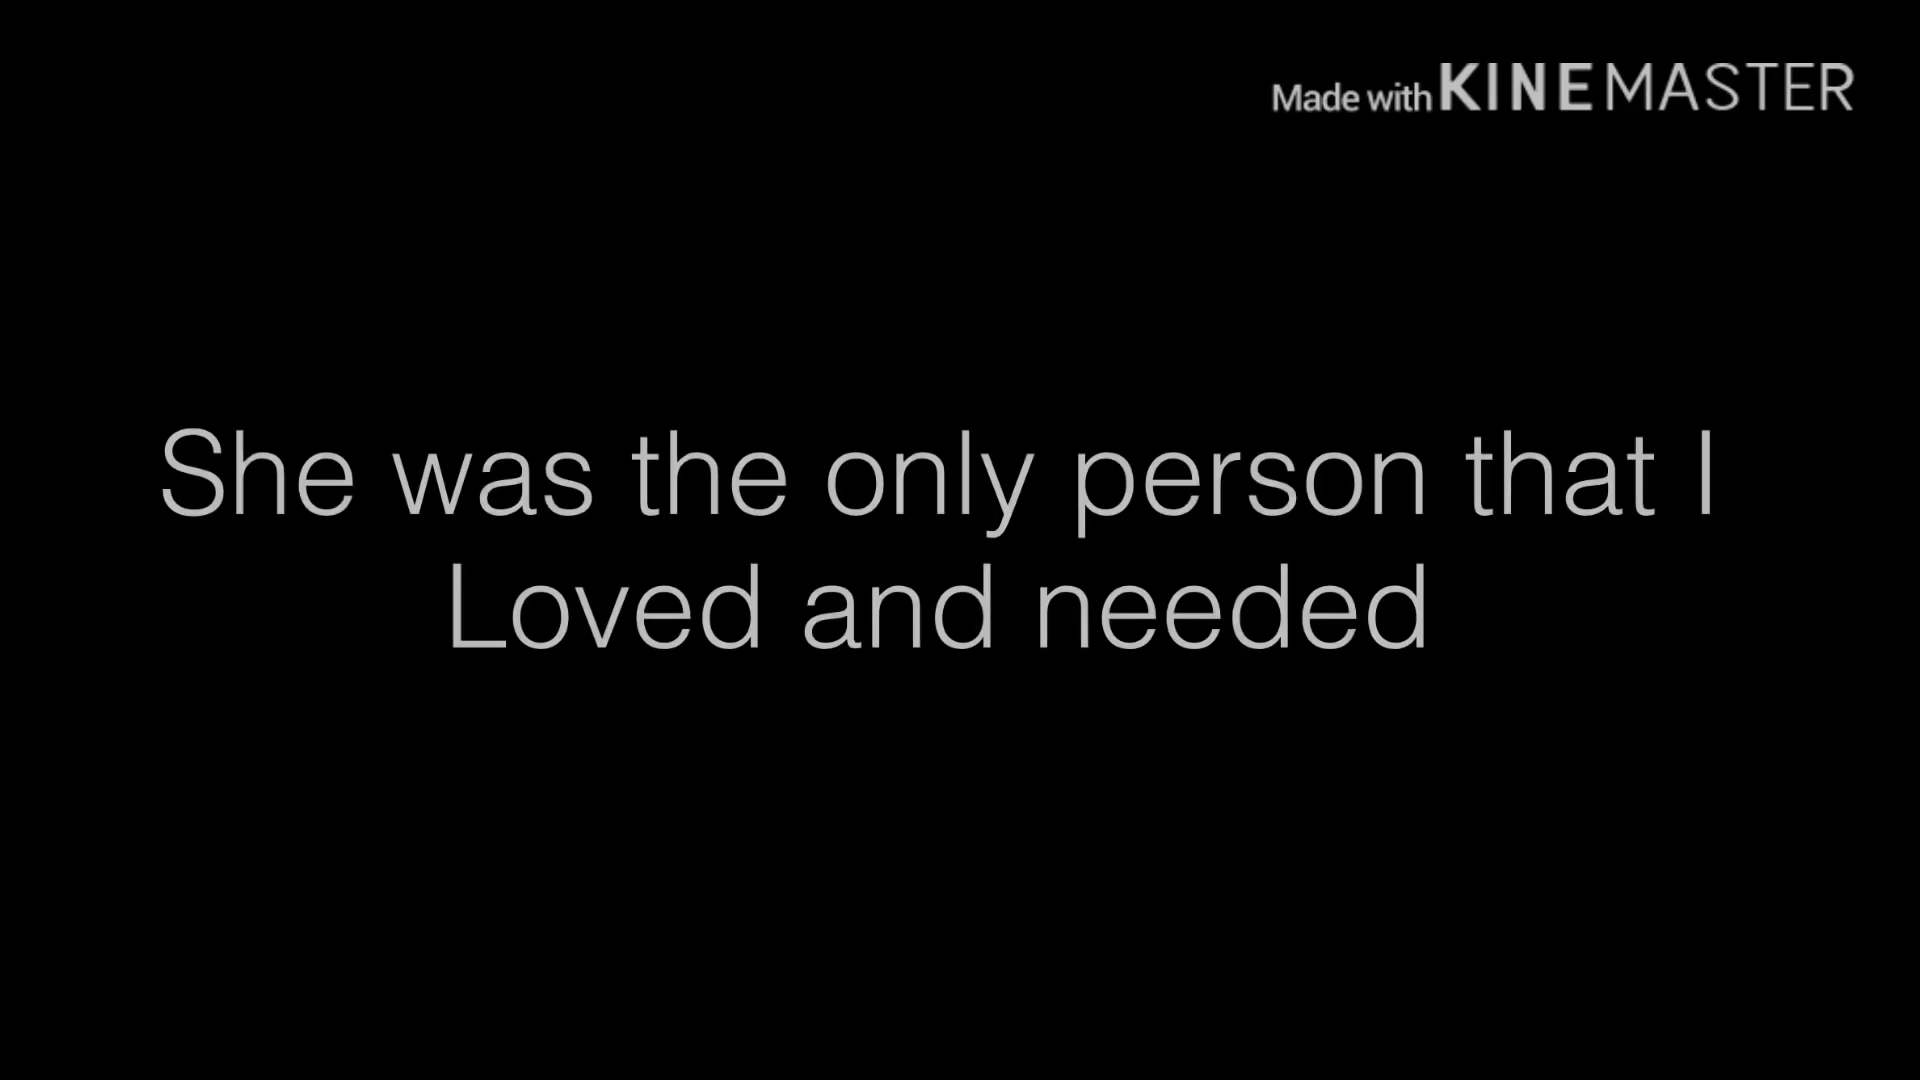 Made with KINEMASTER
She was the only person that I
Loved and needed